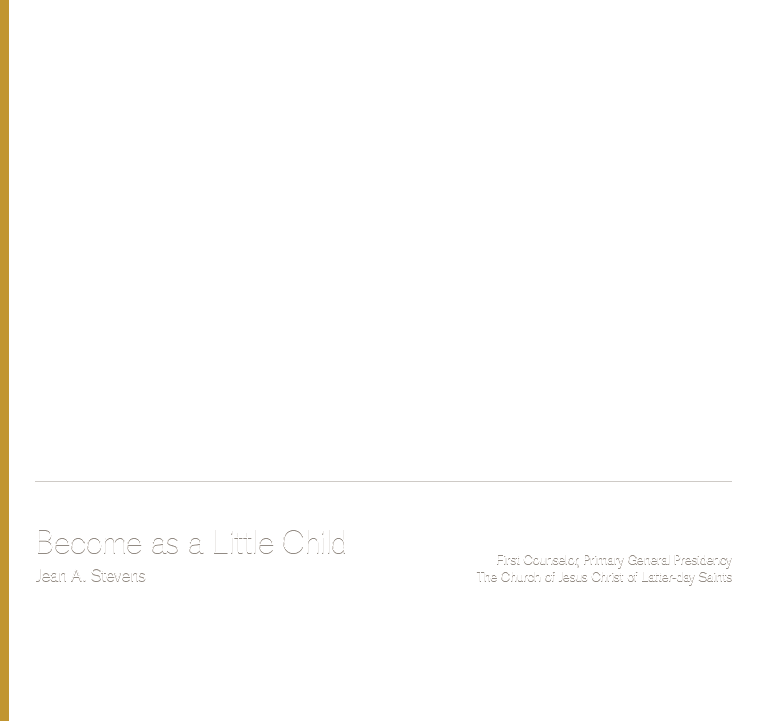 Become as a Little Child
Jean A. Stevens
First Counselor, Primary General Presidency
The Church of Jesus Christ of Latter-day Saints